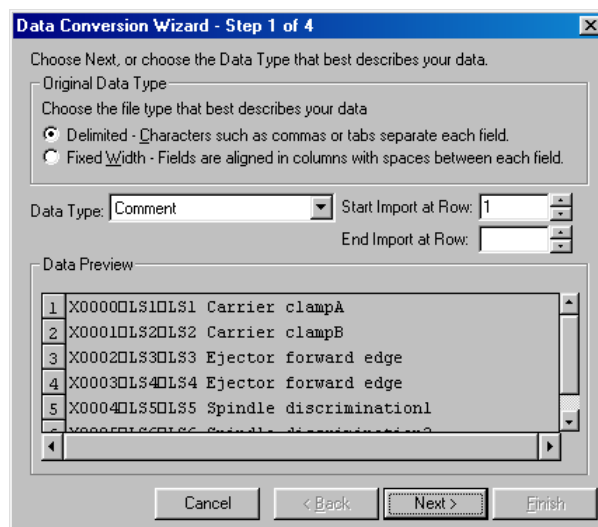 Data Conversion Wizard - Step 1 of 4
Choose Next, or choose the Data Type that best describes your data.
Original Data Type
Choose the file type that best describes your data
Delimited - Characters such as commas or tabs separate each field.
Fixed Width - Fields are aligned in columns with spaces between each field.
Data Type: Comment Start Import at Row: 1
End Import at Row:
Data Preview
1 X0000□LS1□LS1 Carrier clampA
2 X0001□LS2□LS2 Carrier clampB
3 X0002□LS3□LS3 Ejector forward edge
4 X0003□LS4□LS4 Ejector forward edge
5 X0004□LS5□LS5 Spindle discrimination1
Cancel < Back Next > Finish